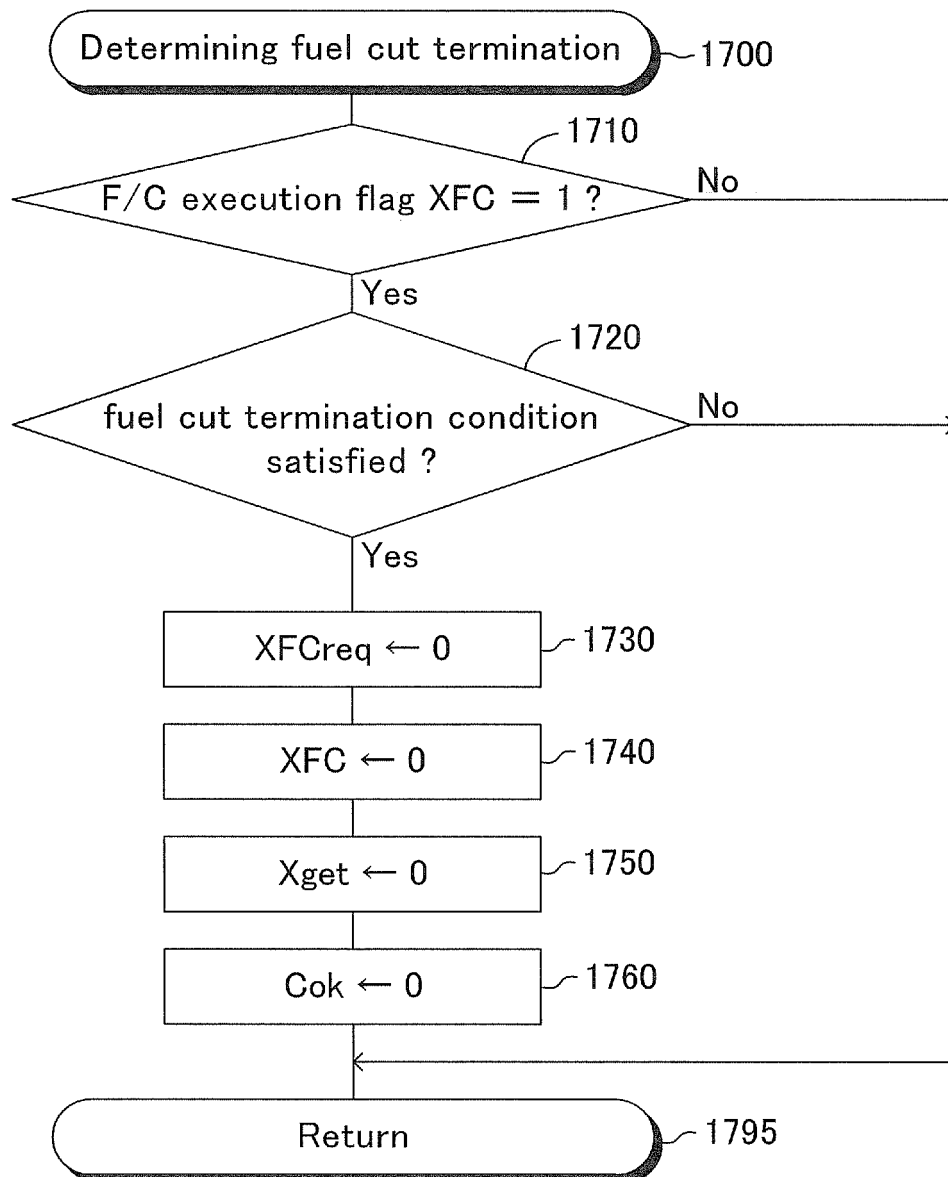 Determining fuel cut termination
1700
1710
F/C execution flag XFC = 1 ?
No
Yes
1720
fuel cut termination condition
satisfied ?
No
Yes
XFCreq ← 0
1730
XFC ← 0
1740
Xget ← 0
1750
Cok ← 0
1760
Return
1795